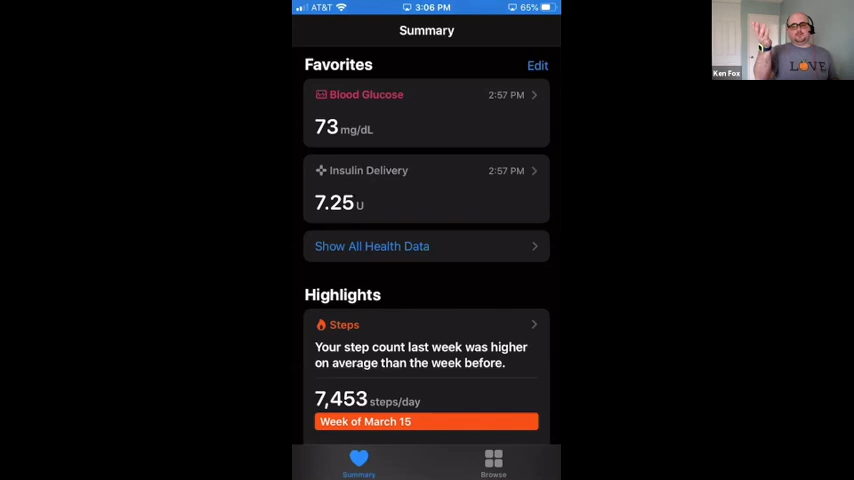 AT&T 3:06 PM 65%
Summary
Favorites Edit
Blood Glucose 2:57 PM
73 mg/dL
Insulin Delivery 2:57 PM
7.25 U
Show All Health Data
Highlights
Steps
Your step count last week was higher
on average than the week before.
7,453 steps/day
Week of March 15
Summary Browse
Ken Fox
LOVE